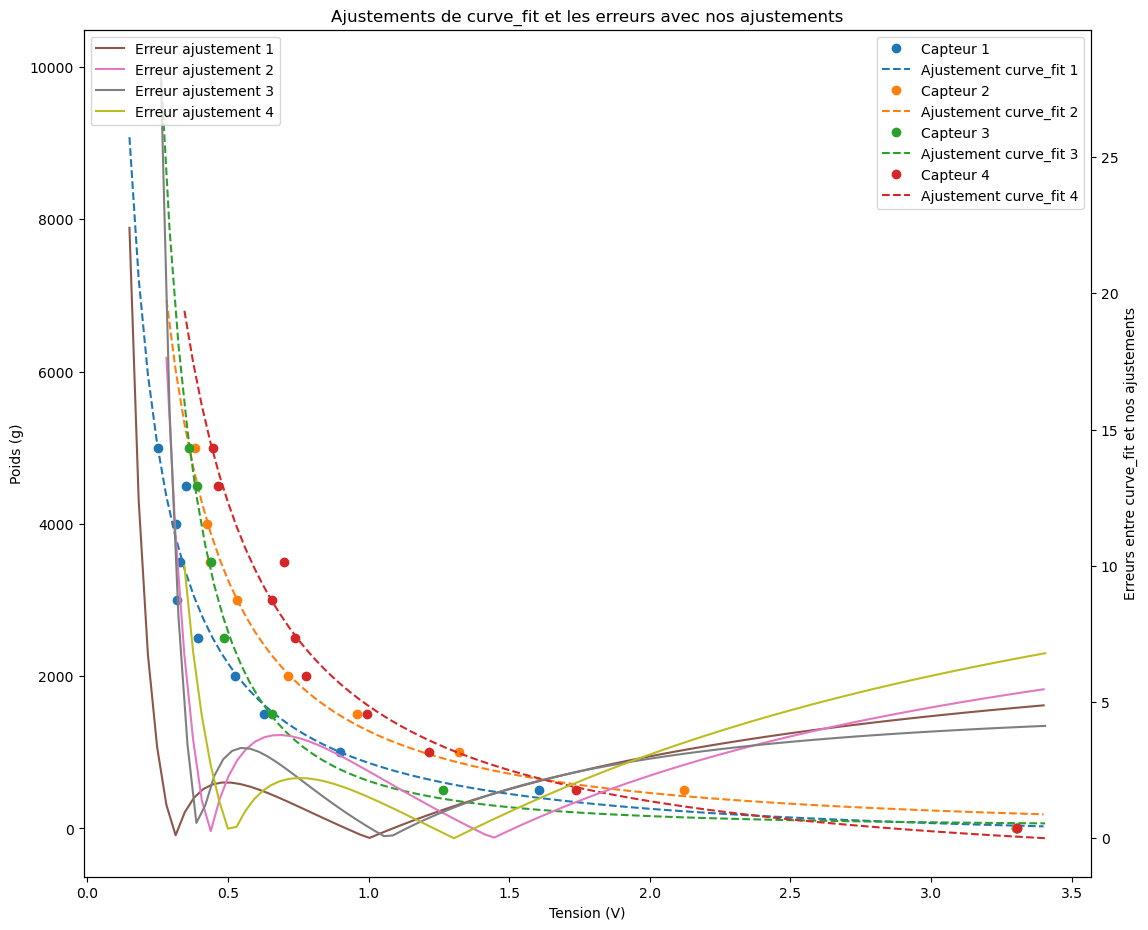 Ajustements de curve_fit et les erreurs avec nos ajustements
Erreur ajustement 1
Erreur ajustement 2
Erreur ajustement 3
Erreur ajustement 4
Capteur 1
Ajustement curve_fit 1
Capteur 2
Ajustement curve_fit 2
Capteur 3
Ajustement curve_fit 3
Capteur 4
Ajustement curve_fit 4
Poids (g)
10000
8000
6000
4000
2000
0
25
20
15
10
5
0
Erreurs entre curve_fit et nos ajustements
0.0
0.5
1.0
1.5
2.0
2.5
3.0
3.5
Tension (V)